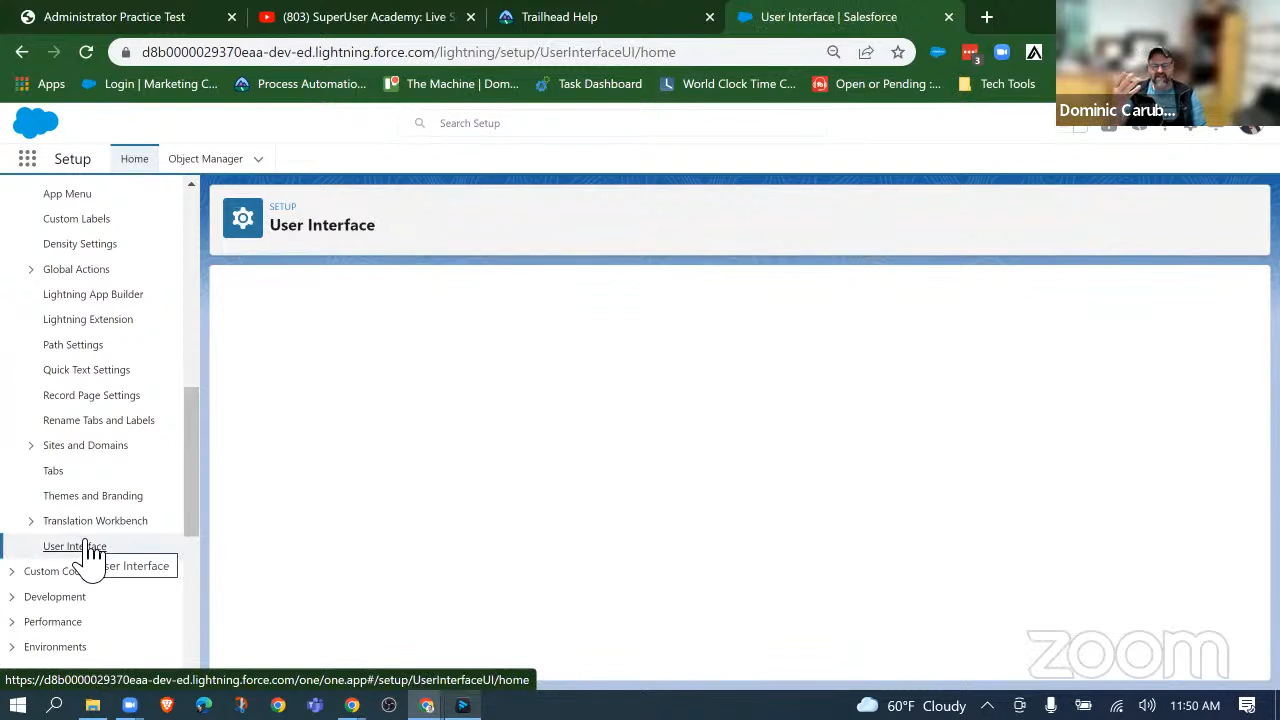 Administrator Practice Test
(803) SuperUser Academy: Live S
Trailhead Help
User Interface | Salesforce
d8b0000029370eaa-dev-ed.lightning.force.com/lightning/setup/UserInterfaceUI/home
3
Apps
Login | Marketing C...
Process Automatio...
The Machine | Dom...
Task Dashboard
World Clock Time C...
Open or Pending :...
Tech Tools
Dominic Carub...
Search Setup
Setup
Home
Object Manager
App Menu
Custom Labels
Density Settings
Global Actions
Lightning App Builder
Lightning Extension
Path Settings
Quick Text Settings
Record Page Settings
Rename Tabs and Labels
Sites and Domains
Tabs
Themes and Branding
Translation Workbench
User Interface
ser Interface
Custom Co
Development
Performance
Environments
SETUP
User Interface
zoom
https://d8b0000029370eaa-dev-ed.lightning.force.com/one/one.app#/setup/UserInterfaceUI/home
60°F Cloudy
11:50 AM